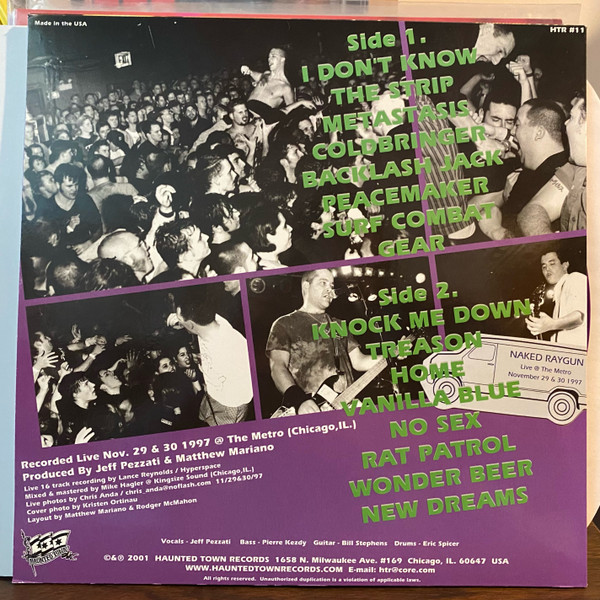 Made in the USA
HTR #11
Side 1.
I DON'T KNOW
THE STRIP
METASTASIS
COLDBRINGER
BACKLASH JACK
PEACEMAKER
SURF COMBAT
GEAR
Side 2.
KNOCK ME DOWN
TREASON
HOME
VANILLA BLUE
NO SEX
RAT PATROL
WONDER BEER
NEW DREAMS
NAKED RAYGUN
Live @ The Metro
November 29 & 30 1997
Recorded Live Nov. 29 & 30 1997 @ The Metro (Chicago,IL.)
Produced By Jeff Pezzati & Matthew Mariano
Live 16 track recording by Lance Reynolds / Hyperspace
Mixed & mastered by Mike Hagler @ Kingsize Sound (Chicago,IL.)
Live photos by Chris Anda / chris_anda@noflash.com 11/29&30/97
Cover photo by Kristen Ortinau
Layout by Matthew Mariano & Rodger McMahon
Vocals - Jeff Pezzati Bass - Pierre Kezdy Guitar - Bill Stephens Drums - Eric Spicer
HAUNTED TOWN
©&℗ 2001 HAUNTED TOWN RECORDS 1658 N. Milwaukee Ave. #169 Chicago, IL. 60647 USA
WWW.HAUNTEDTOWNRECORDS.COM E-mail: htr@core.com
All rights reserved. Unauthorized duplication is a violation of applicable laws.